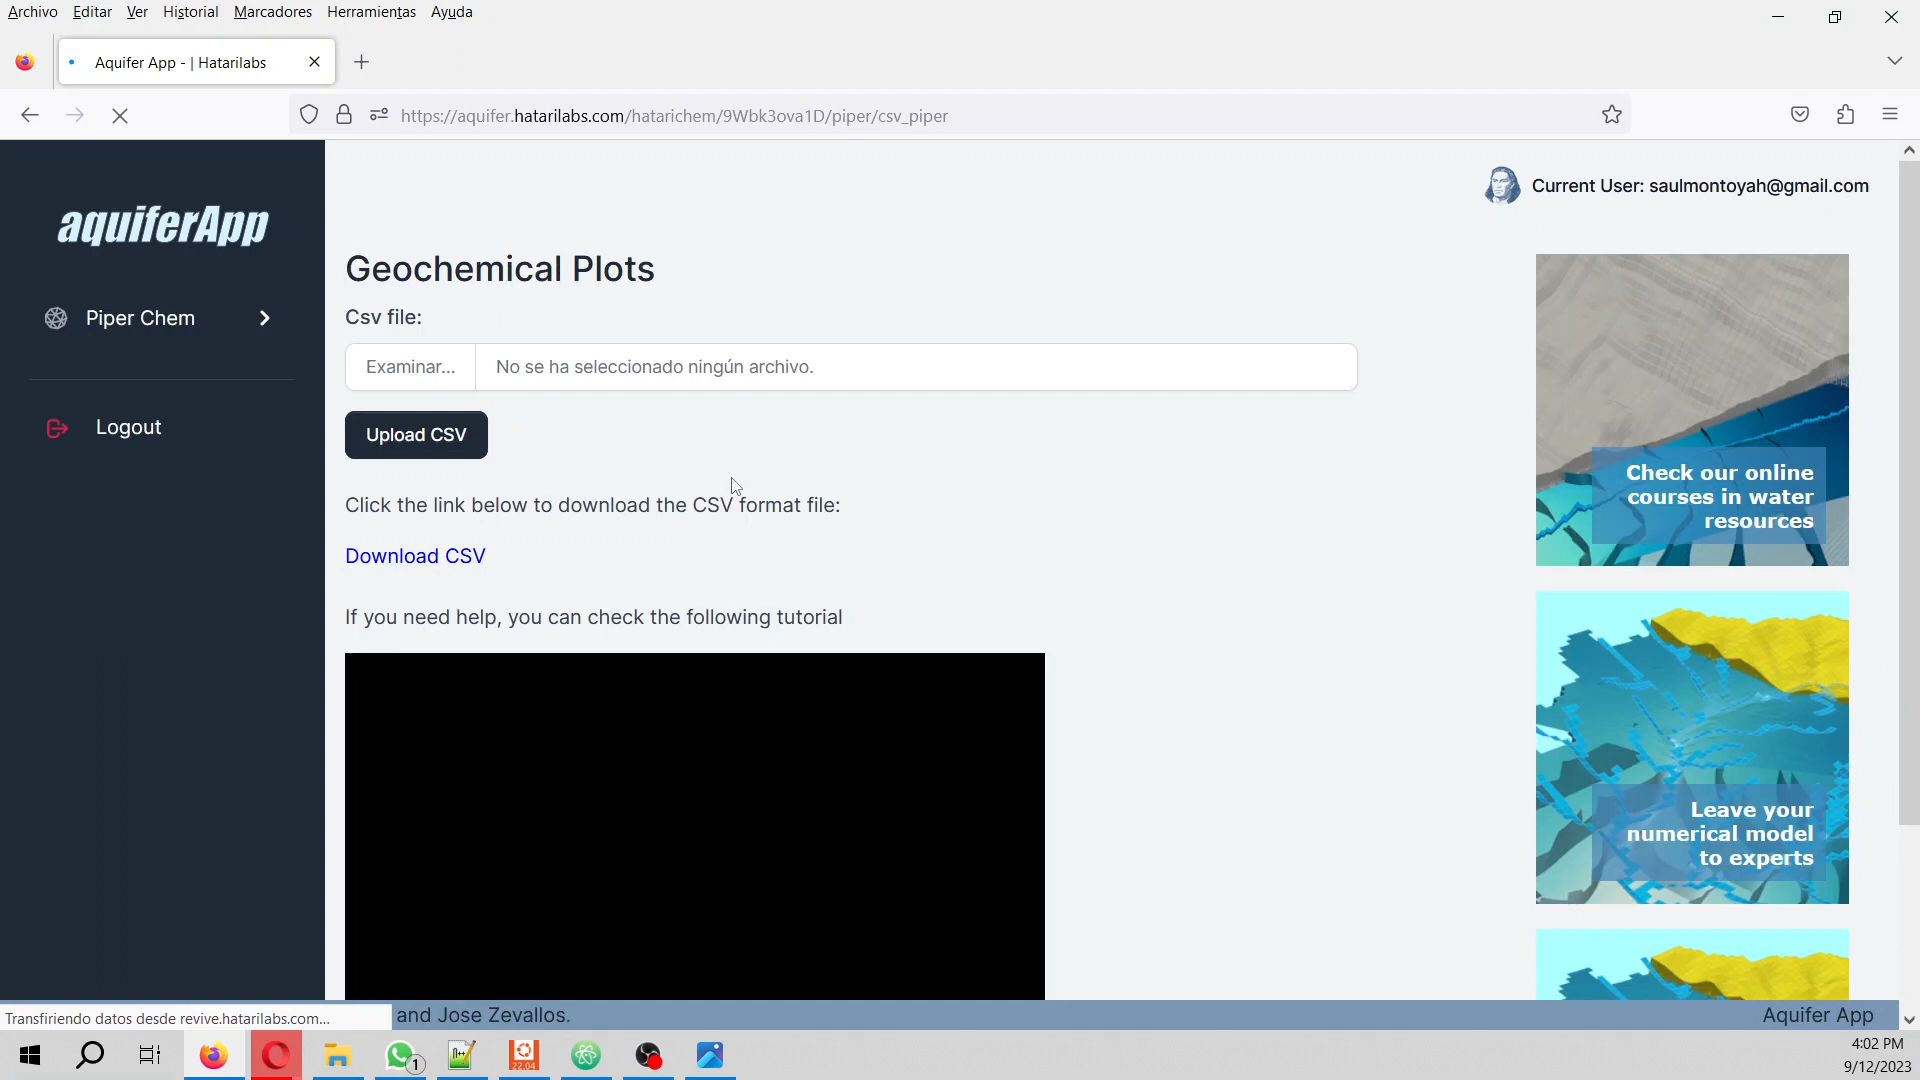 Archivo Editar Ver Historial Marcadores Herramientas Ayuda
Aquifer App - | Hatarilabs
https://aquifer.hatarilabs.com/hatarichem/9Wbk3ova1D/piper/csv_piper
aquiferApp
Piper Chem
Logout
Current User: saulmontoyah@gmail.com
Geochemical Plots
Csv file:
Examinar... No se ha seleccionado ningún archivo.
Upload CSV
Click the link below to download the CSV format file:
Download CSV
If you need help, you can check the following tutorial
Check our online
courses in water
resources
Leave your
numerical model
to experts
Transfiriendo datos desde revive.hatarilabs.com...
and Jose Zevallos.
Aquifer App
1
n++
22.04
4:02 PM
9/12/2023